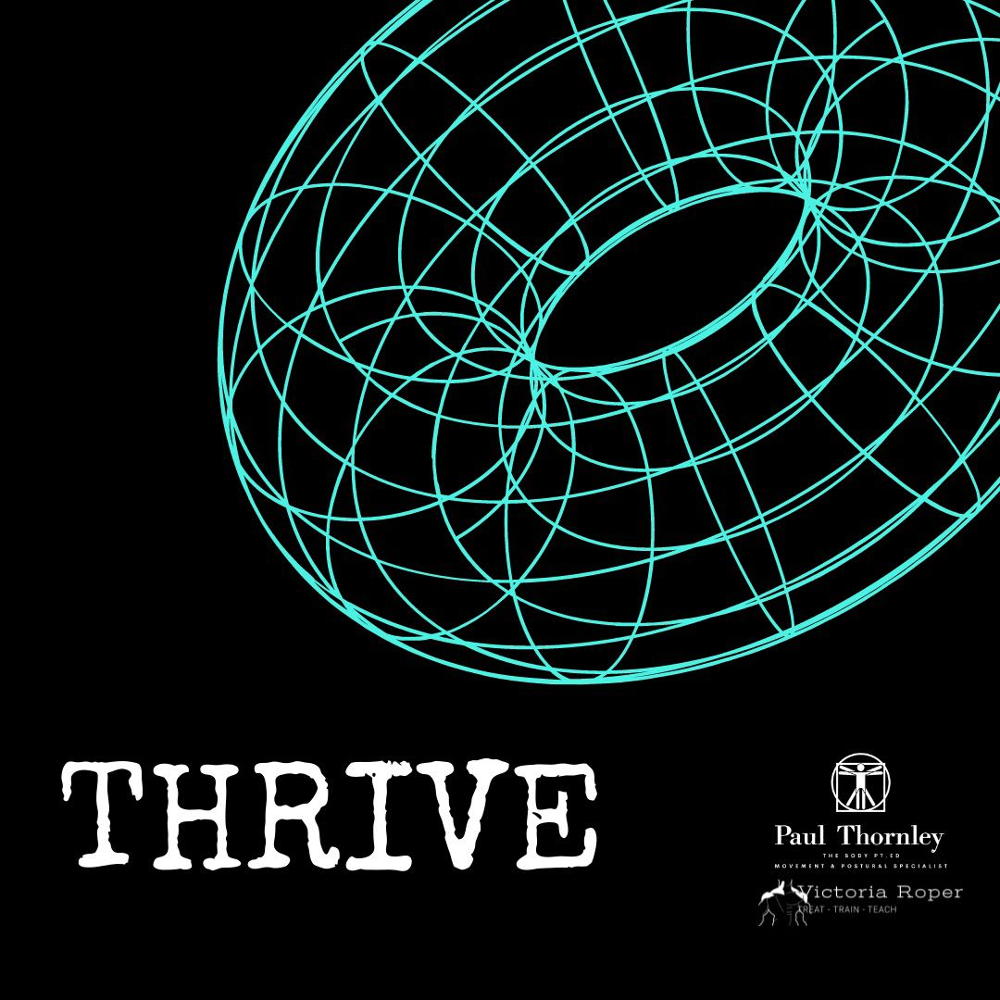 THRIVE
Paul Thornley
THE BODY PT.ED
MOVEMENT & POSTURAL SPECIALIST
Victoria Roper
TREAT - TRAIN - TEACH